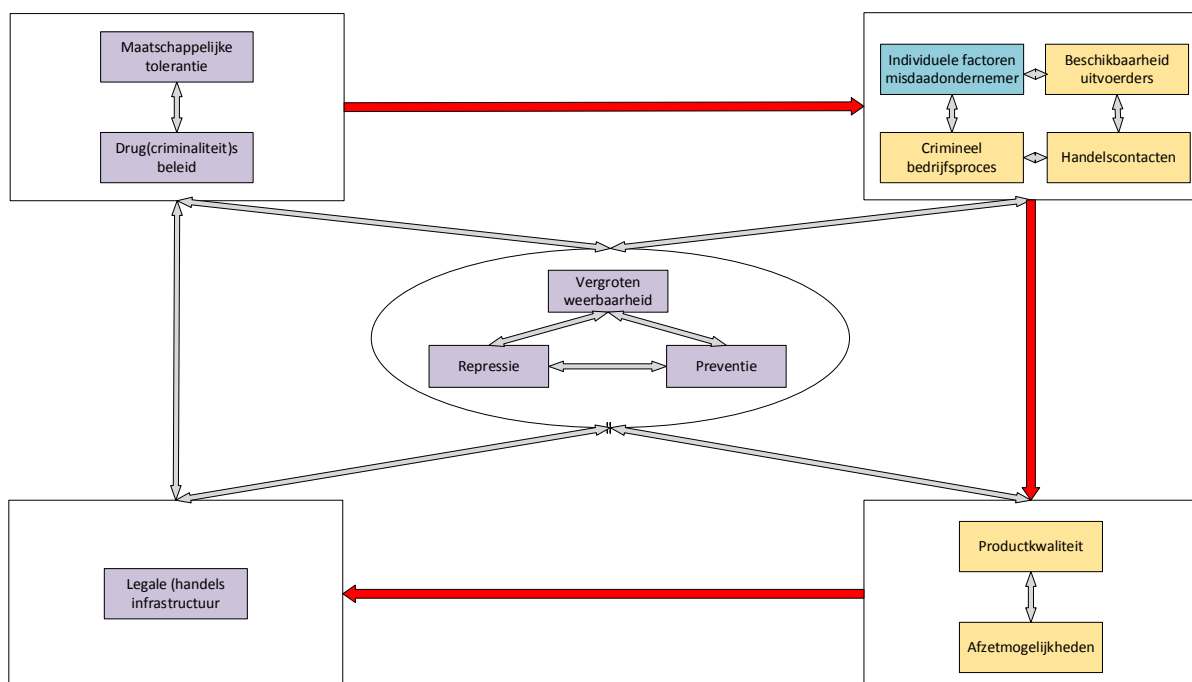 Maatschappelijke
tolerantie
Drug(criminaliteit)s
beleid
Individuele factoren
misdaadondernemer
Beschikbaarheid
uitvoerders
Crimineel
bedrijfsproces
Handelscontacten
Vergroten
weerbaarheid
Repressie
Preventie
Legale (handels
infrastructuur
Productkwaliteit
Afzetmogelijkheden